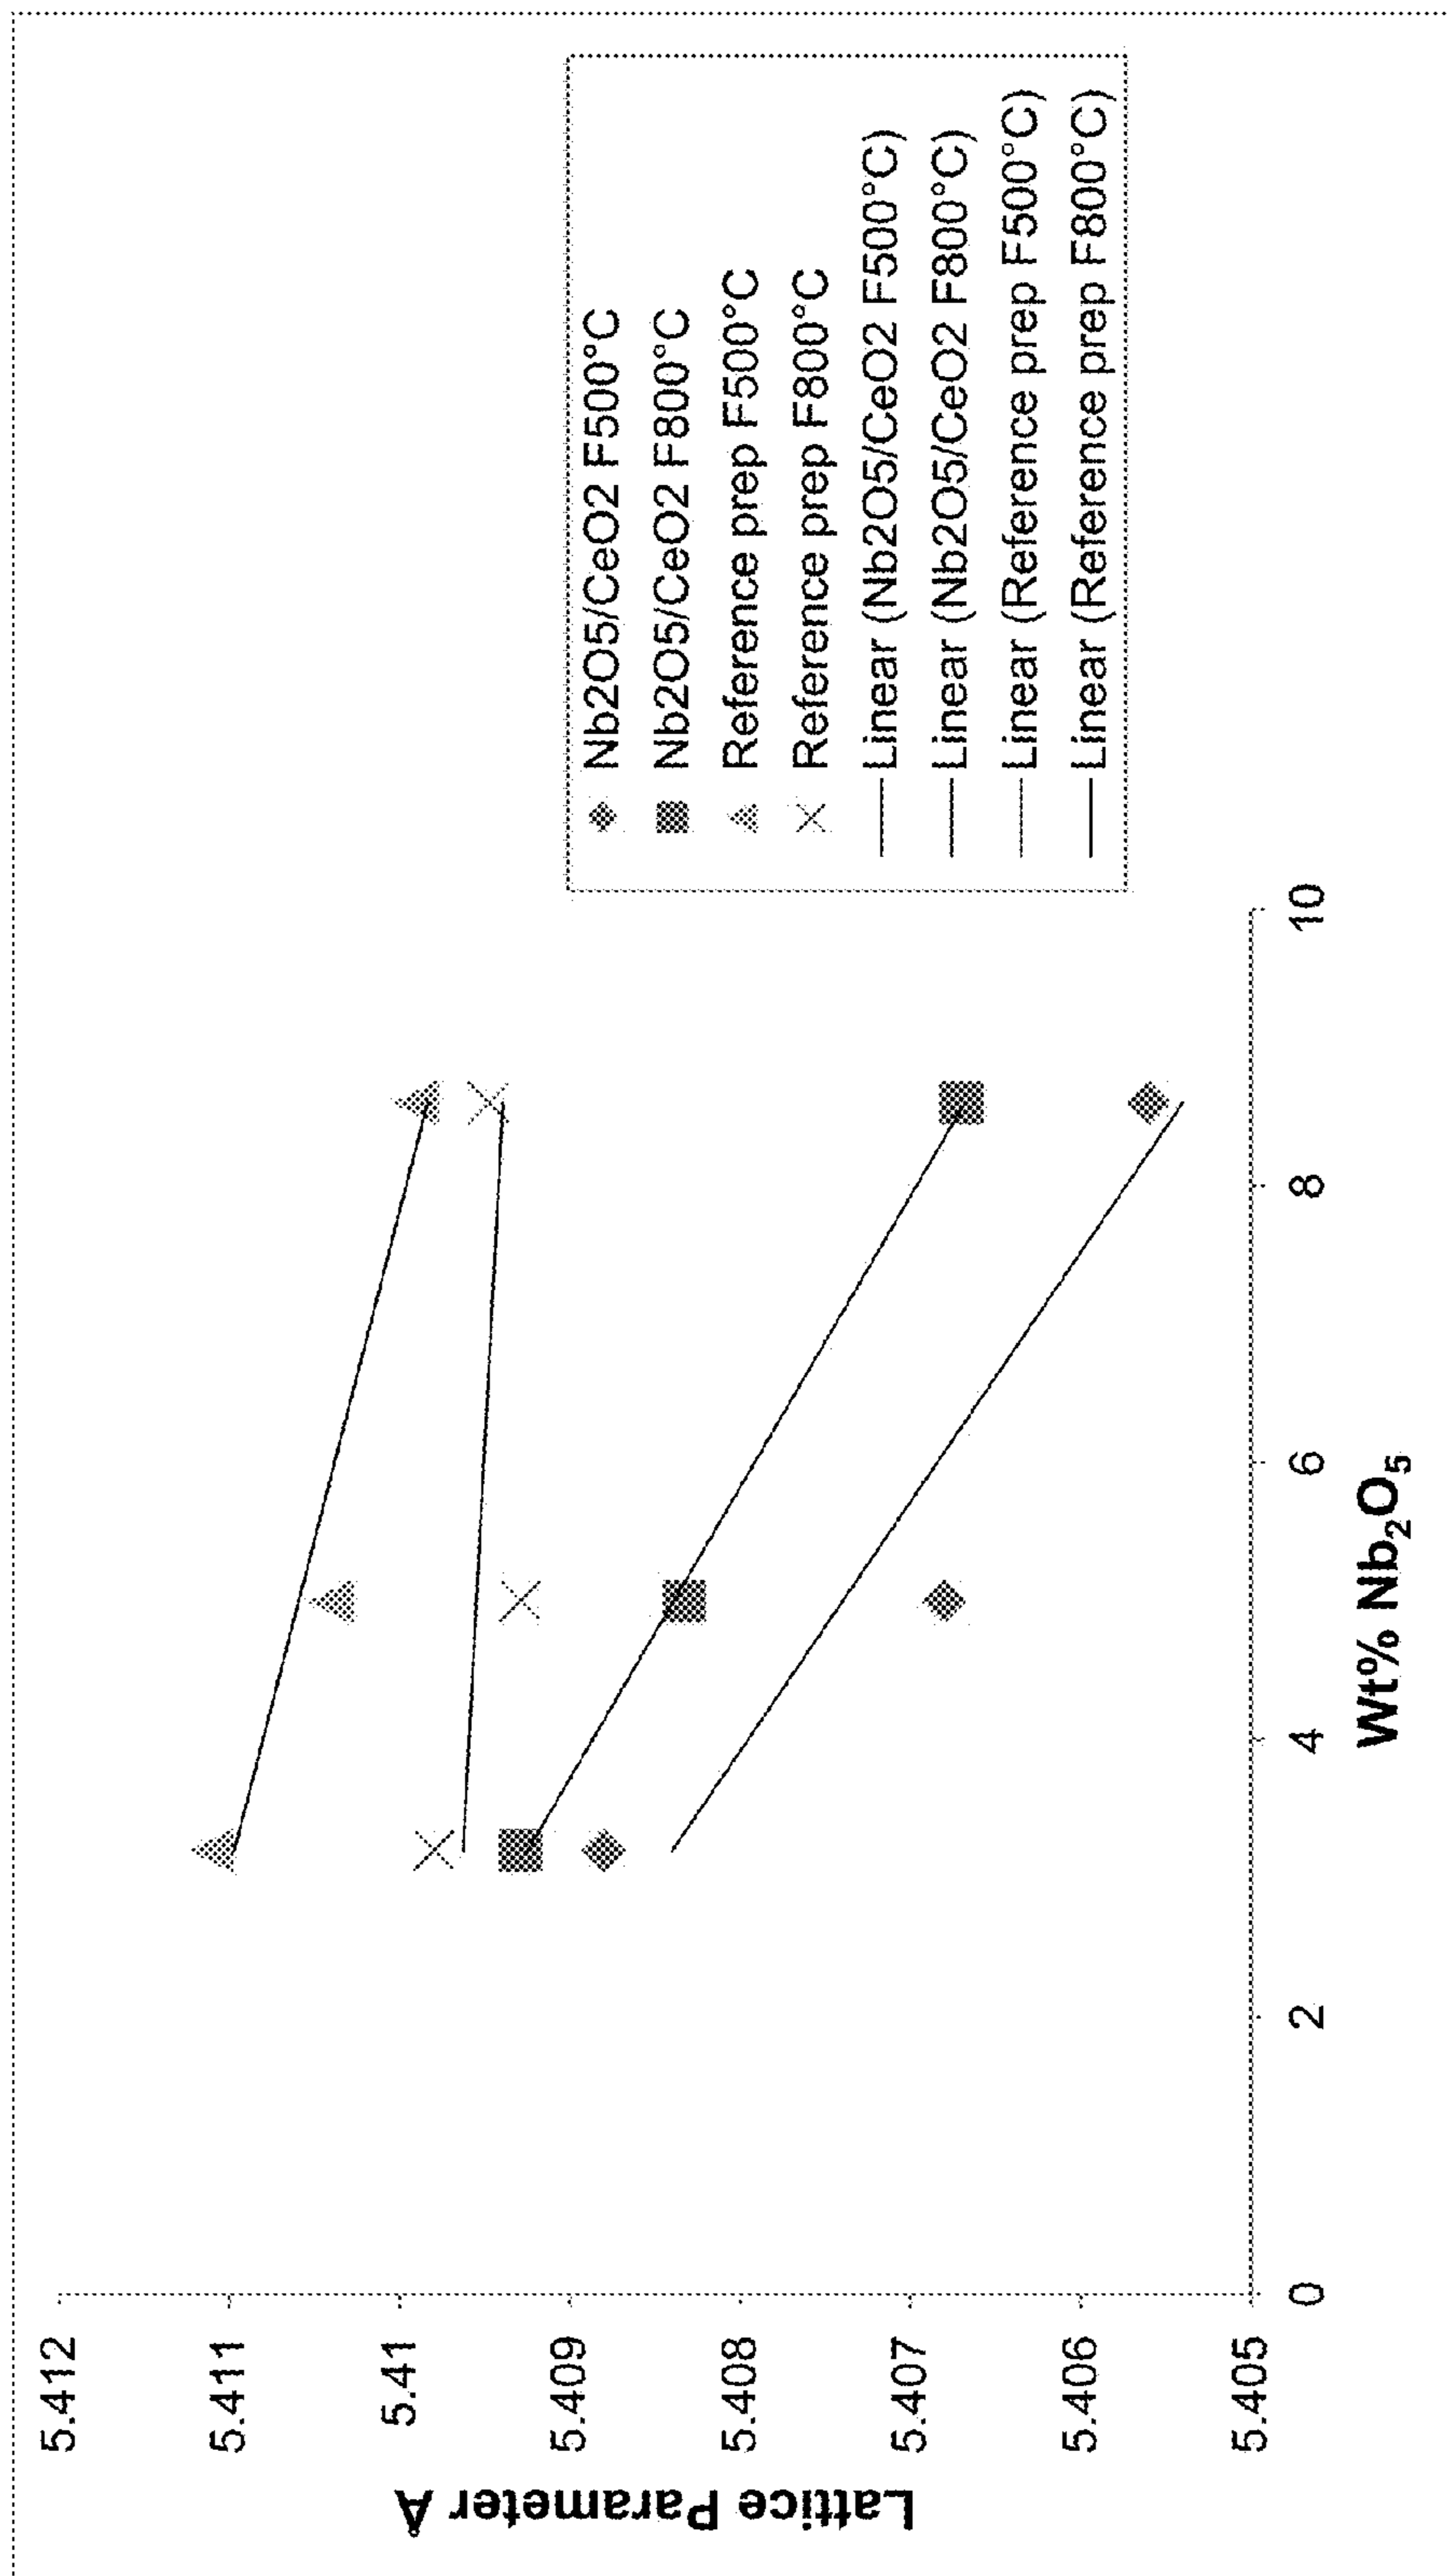 Lattice Parameter Å
5.412
5.411
5.41
5.409
5.408
5.407
5.406
5.405
0
2
4
6
8
10
Wt% Nb₂O₅
Nb2O5/CeO2 F500°C
Nb2O5/CeO2 F800°C
Reference prep F500°C
Reference prep F800°C
Linear (Nb2O5/CeO2 F500°C)
Linear (Nb2O5/CeO2 F800°C)
Linear (Reference prep F500°C)
Linear (Reference prep F800°C)